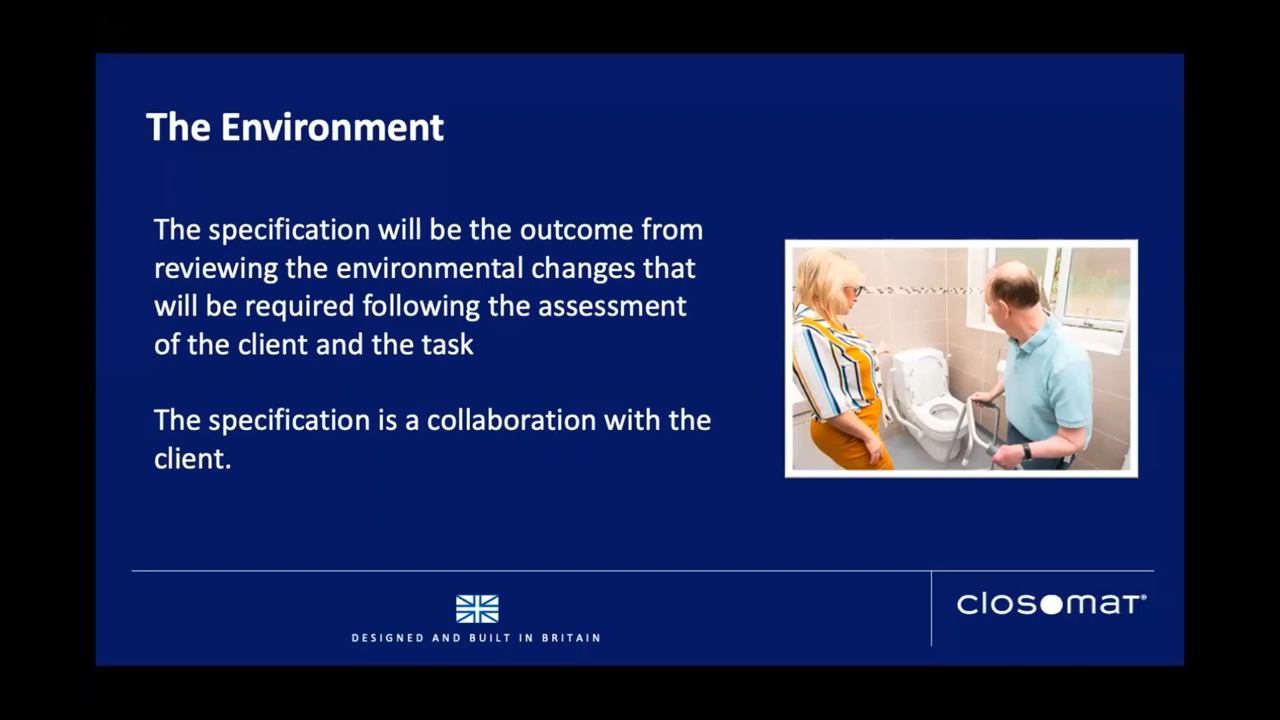 The Environment
The specification will be the outcome from
reviewing the environmental changes that
will be required following the assessment
of the client and the task
The specification is a collaboration with the
client.
DESIGNED AND BUILT IN BRITAIN
closomat®